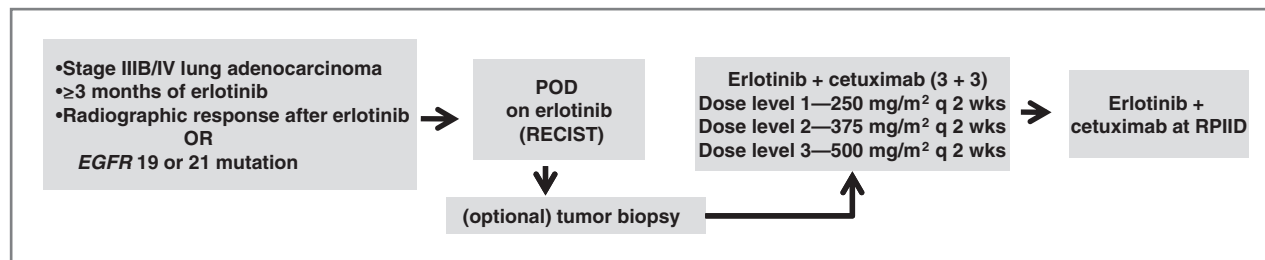 •Stage IIIB/IV lung adenocarcinoma
•≥3 months of erlotinib
•Radiographic response after erlotinib
OR
EGFR 19 or 21 mutation
POD
on erlotinib
(RECIST)
(optional) tumor biopsy
Erlotinib + cetuximab (3 + 3)
Dose level 1—250 mg/m² q 2 wks
Dose level 2—375 mg/m² q 2 wks
Dose level 3—500 mg/m² q 2 wks
Erlotinib +
cetuximab at RPIID